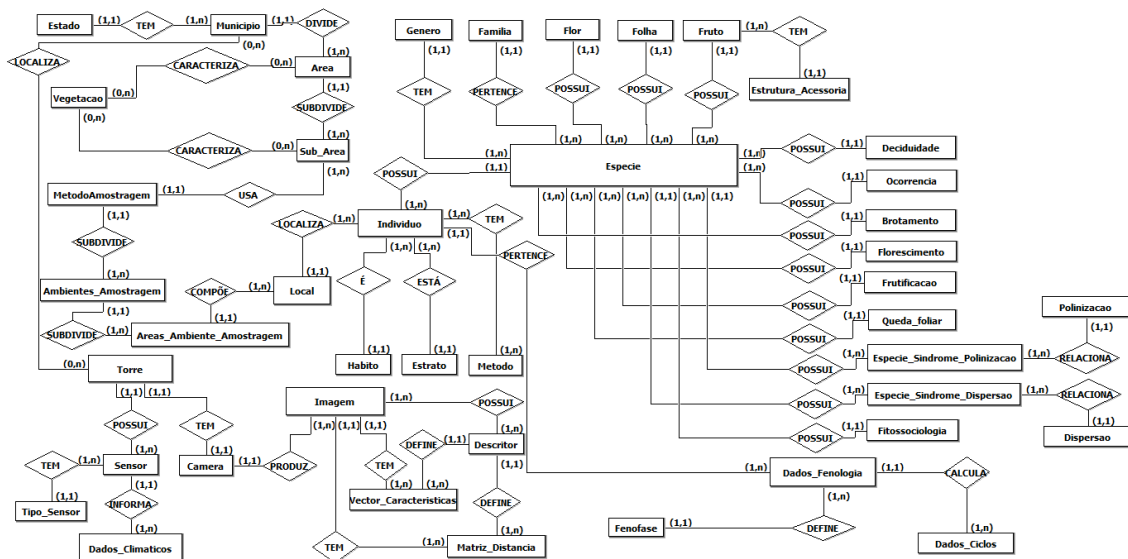 Estado (1,1) TEM (1,n) Municipio (1,1) DIVIDE
(0,n) (1,n)
LOCALIZA CARACTERIZA (0,n) Area
(0,n) (1,1)
Vegetacao SUBDIVIDE
(0,n) (1,n)
CARACTERIZA (0,n) Sub_Area
(1,n)
MetodoAmostragem (1,1) USA
(1,1)
SUBDIVIDE
(1,n)
Ambientes_Amostragem
(1,1)
SUBDIVIDE (1,n) Areas_Ambiente_Amostragem
(1,1)
COMPÕE (1,n) Local
(1,1)
LOCALIZA (1,n) Individuo
Genero Familia Flor Folha Fruto (1,n) TEM
(1,1) (1,1) (1,1) (1,1) (1,1) (1,1)
Estrutura_Acessoria
TEM PERTENCE POSSUI POSSUI POSSUI
(1,n) (1,n) (1,n) (1,n) (1,n)
Especie
POSSUI (1,1)
(1,n)
(1,n) POSSUI (1,1) Deciduidade
(1,n) POSSUI (1,1) Ocorrencia
(1,n) (1,n) (1,n) (1,n) (1,1) (1,1) (1,1)
POSSUI (1,1) Brotamento
POSSUI (1,1) Florescimento
POSSUI (1,1) Frutificacao
POSSUI (1,1) Queda_foliar
POSSUI (1,n) Especie_Sindrome_Polinizacao (1,n) RELACIONA
(1,1)
Polinizacao
POSSUI (1,n) Especie_Sindrome_Dispersao (1,n) RELACIONA
(1,1)
Dispersao
POSSUI (1,1) Fitossociologia
(1,n) TEM
(1,n)
Metodo
(1,1) PERTENCE
(1,n)
(1,n) (1,n)
É ESTÁ
(1,1) (1,1)
Habito Estrato
(0,n) Torre
(1,1) (1,1)
POSSUI TEM
(1,n) (1,1)
TEM (1,n) Sensor Camera (1,1) PRODUZ
(1,1) (1,1)
Tipo_Sensor INFORMA
(1,n)
Dados_Climaticos
Imagem (1,n) POSSUI
(1,n) (1,1) (1,1) (1,n)
DEFINE (1,1) Descritor
TEM (1,1)
(1,n) (1,n)
Vector_Caracteristicas DEFINE
(1,n)
TEM (1,n) Matriz_Distancia
Dados_Fenologia (1,1) CALCULA
(1,n) (1,n)
Fenofase (1,1) DEFINE Dados_Ciclos